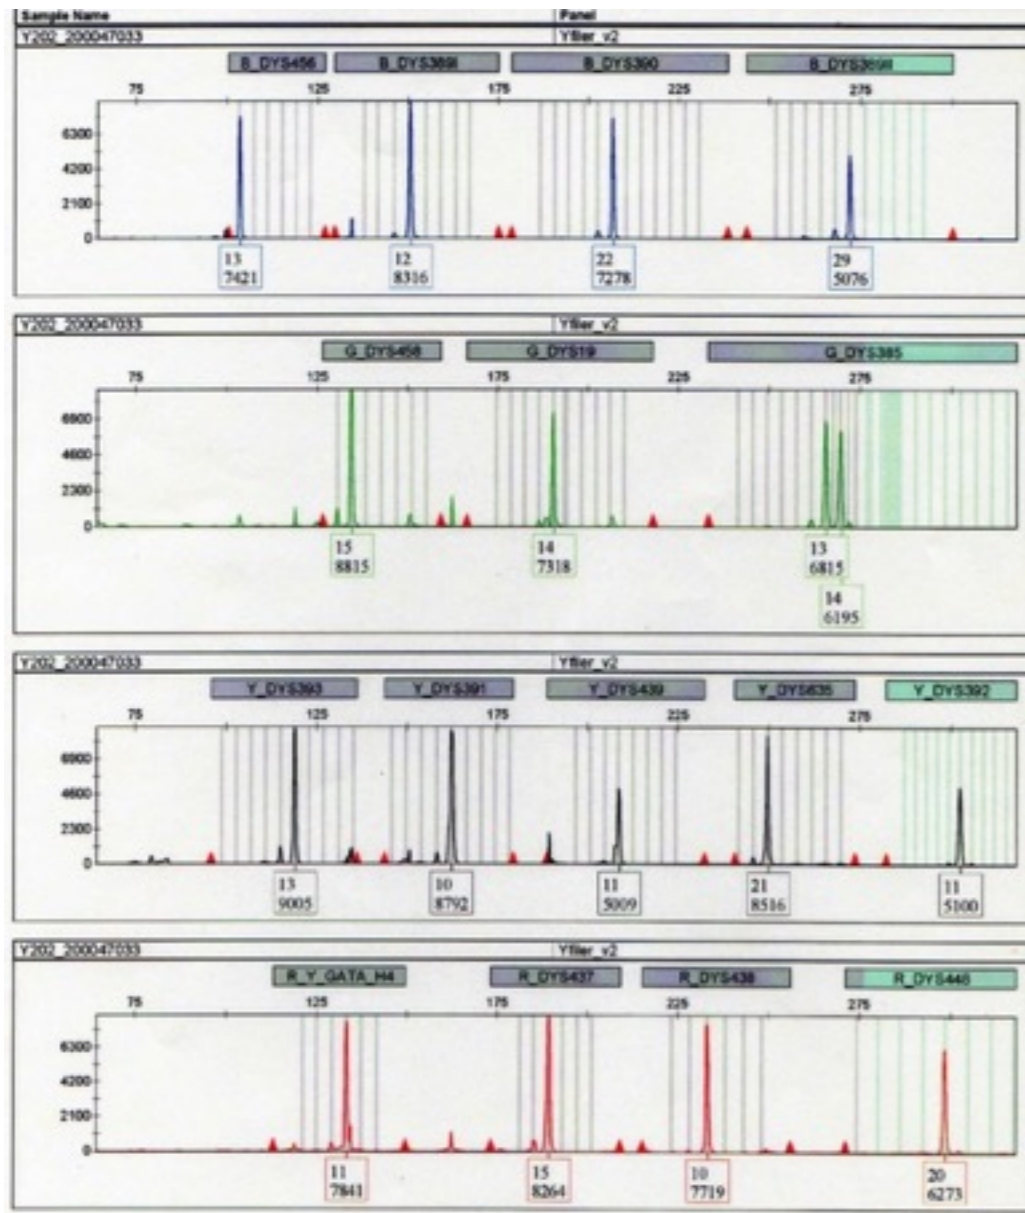 Sample Name Panel
Y202_200047033 Yfiler_v2
B_DYS456 B_DYS389I B_DYS390 B_DYS389II
75 125 175 225 275
6300
4200
2100
0
13 12 22 29
7421 8316 7278 5076
Y202_200047033 Yfiler_v2
G_DYS458 G_DYS19 G_DYS385
75 125 175 225 275
6900
4600
2300
0
15 14 13
8815 7318 6815
14
6195
Y202_200047033 Yfiler_v2
Y_DYS393 Y_DYS391 Y_DYS439 Y_DYS635 Y_DYS392
75 125 175 225 275
6900
4600
2300
0
13 10 11 21 11
9005 8792 5009 8516 5100
Y202_200047033 Yfiler_v2
R_Y_GATA_H4 R_DYS437 R_DYS438 R_DYS448
75 125 175 225 275
6300
4200
2100
0
11 15 10 20
7841 8264 7719 6273